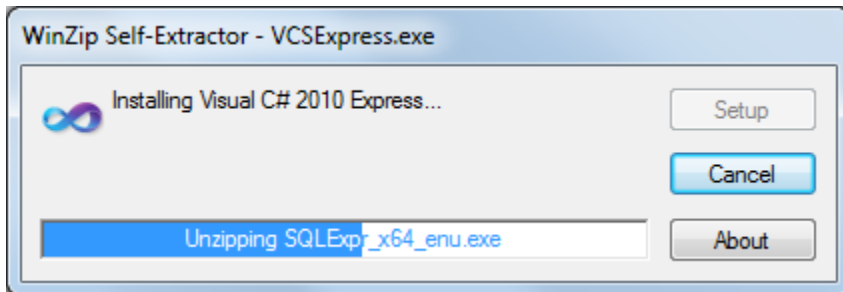 WinZip Self-Extractor - VCSExpress.exe
Installing Visual C# 2010 Express...
Setup
Cancel
Unzipping SQLExpr_x64_enu.exe
About